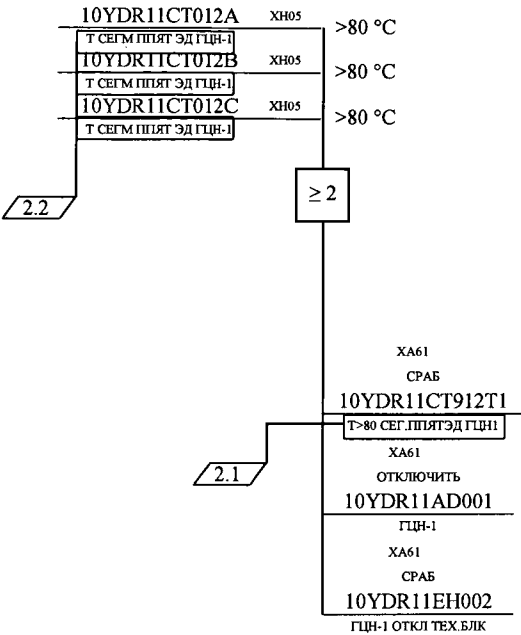 10YDR11CT012A XH05 >80 °C
Т СЕГМ ППЯТ ЭД ГЦН-1
10YDR11CT012B XH05 >80 °C
Т СЕГМ ППЯТ ЭД ГЦН-1
10YDR11CT012C XH05 >80 °C
Т СЕГМ ППЯТ ЭД ГЦН-1
2.2
≥ 2
XA61
СРАБ
10YDR11CT912T1
Т>80 СЕГ.ППЯТЭД ГЦН1
XA61
2.1
ОТКЛЮЧИТЬ
10YDR11AD001
ГЦН-1
XA61
СРАБ
10YDR11EH002
ГЦН-1 ОТКЛ ТЕХ.БЛК